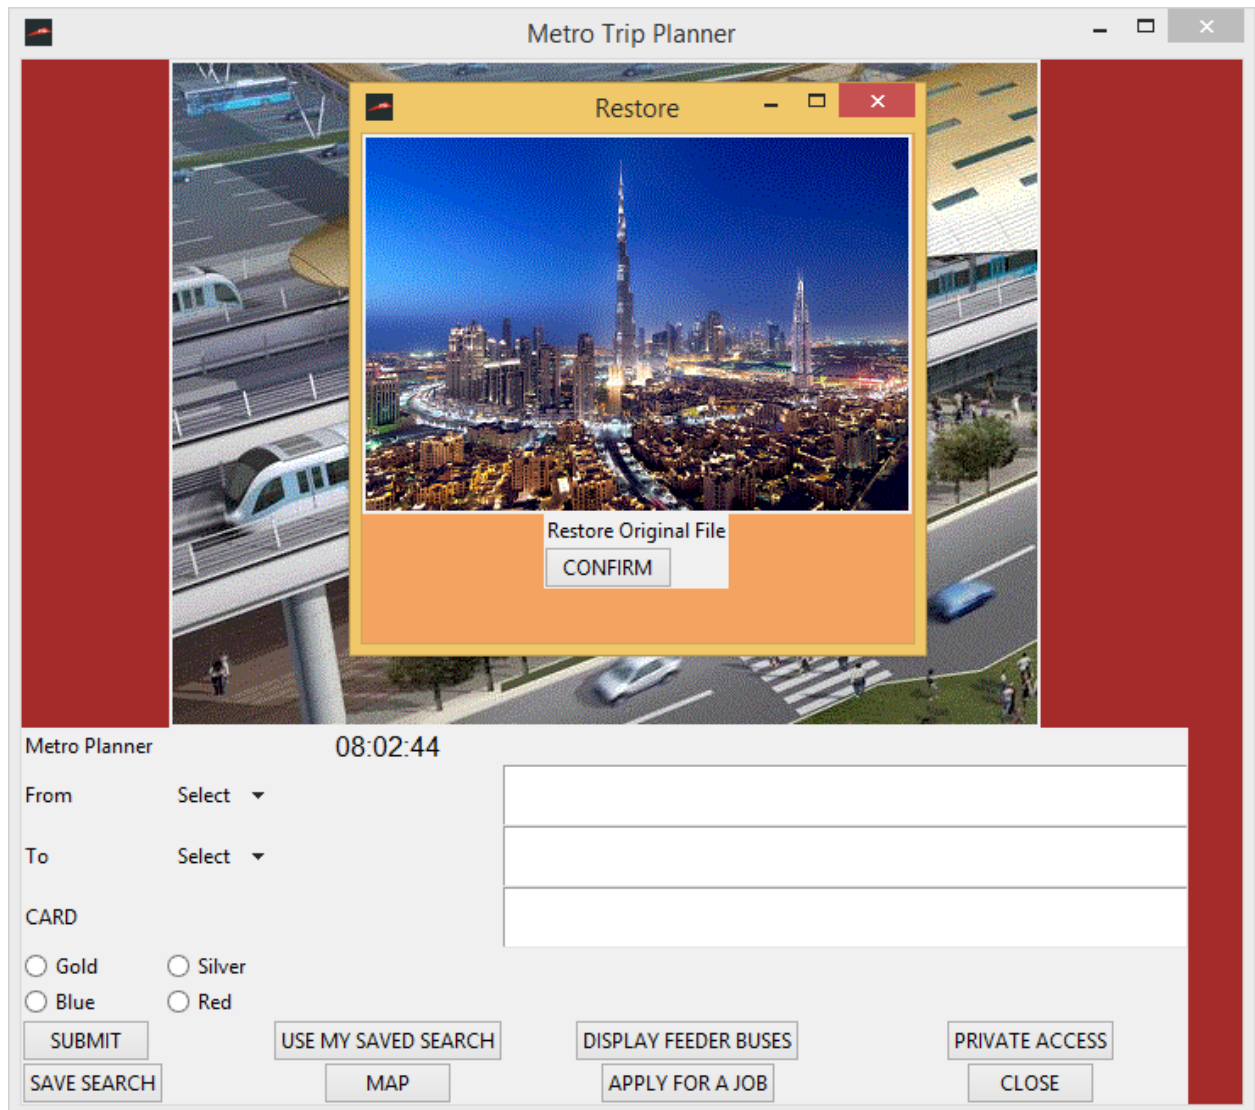 Metro Trip Planner
Restore
Restore Original File
CONFIRM
Metro Planner 08:02:44
From Select
To Select
CARD
Gold Silver
Blue Red
SUBMIT USE MY SAVED SEARCH DISPLAY FEEDER BUSES PRIVATE ACCESS
SAVE SEARCH MAP APPLY FOR A JOB CLOSE